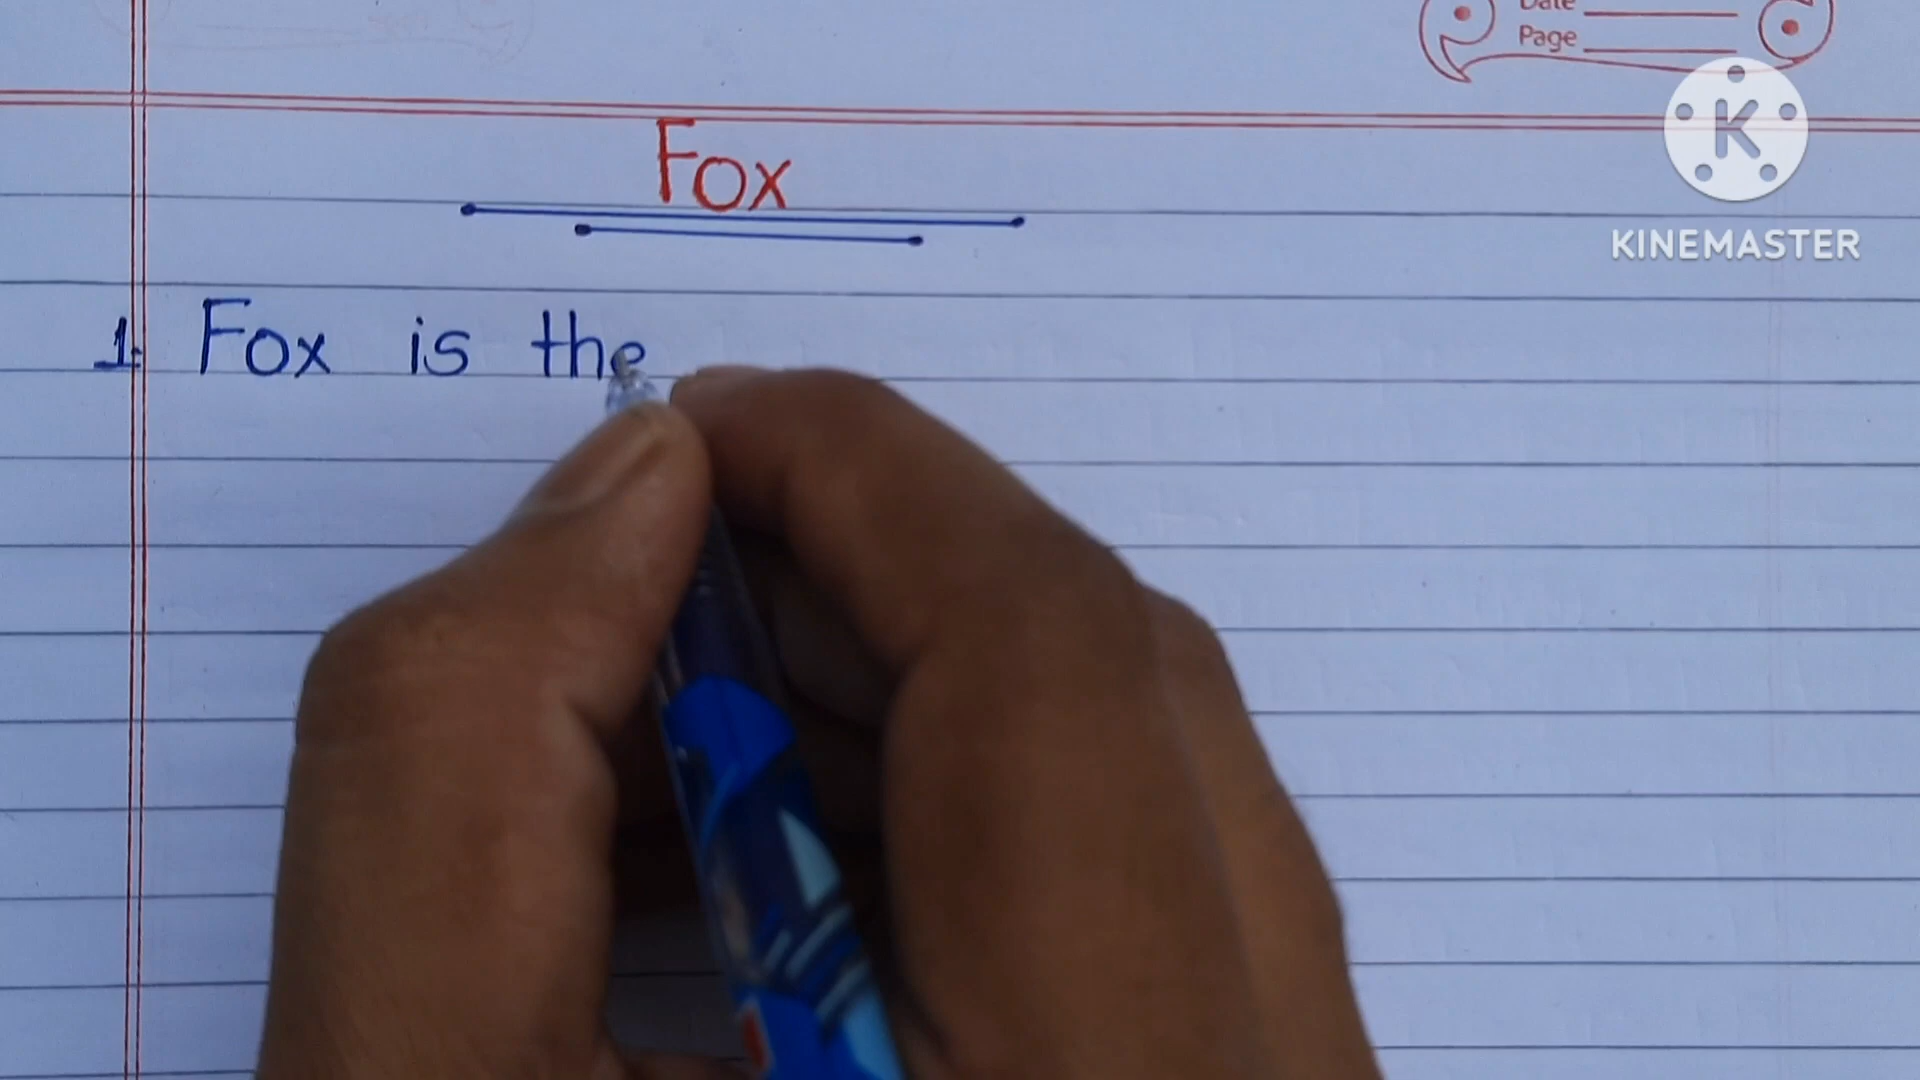 Date
Page
K
KINEMASTER
Fox
1. Fox is the